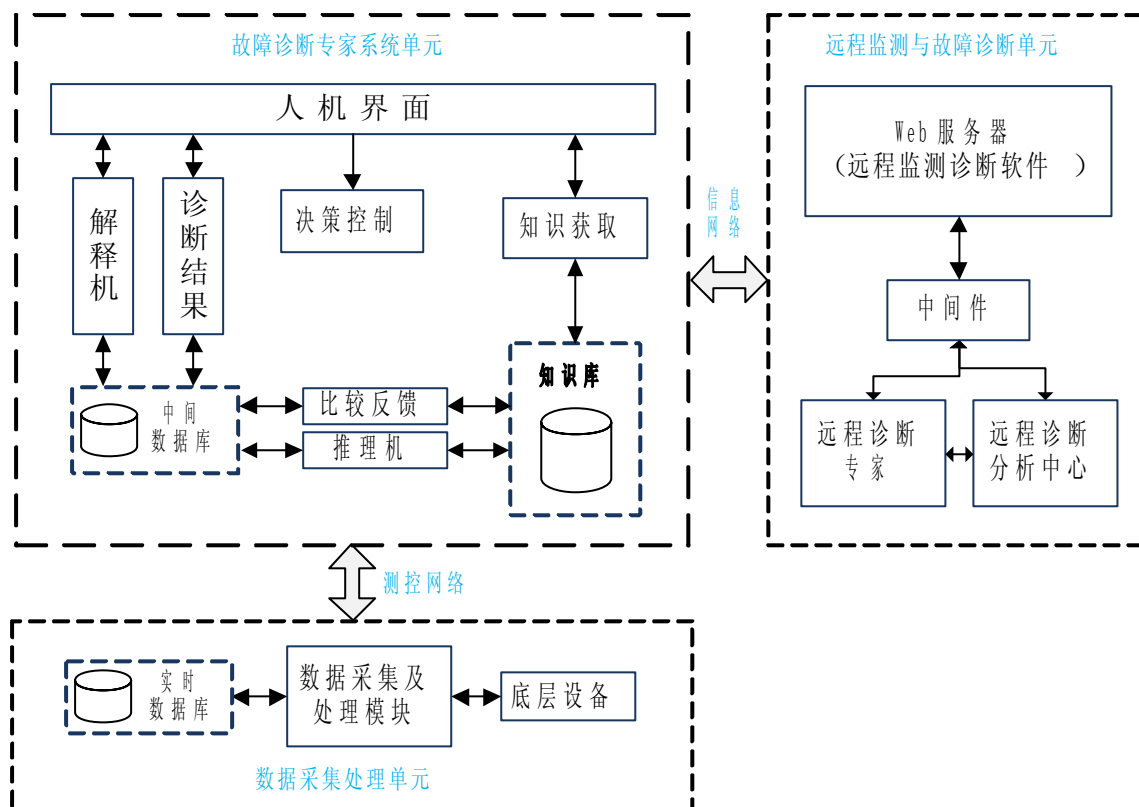 故障诊断专家系统单元
人机界面
解释机
诊断结果
决策控制
知识获取
中间
数据库
比较反馈
推理机
知识库
信息
网络
远程监测与故障诊断单元
Web服务器
(远程监测诊断软件 )
中间件
远程诊断
专家
远程诊断
分析中心
测控网络
实时
数据库
数据采集及
处理模块
底层设备
数据采集处理单元